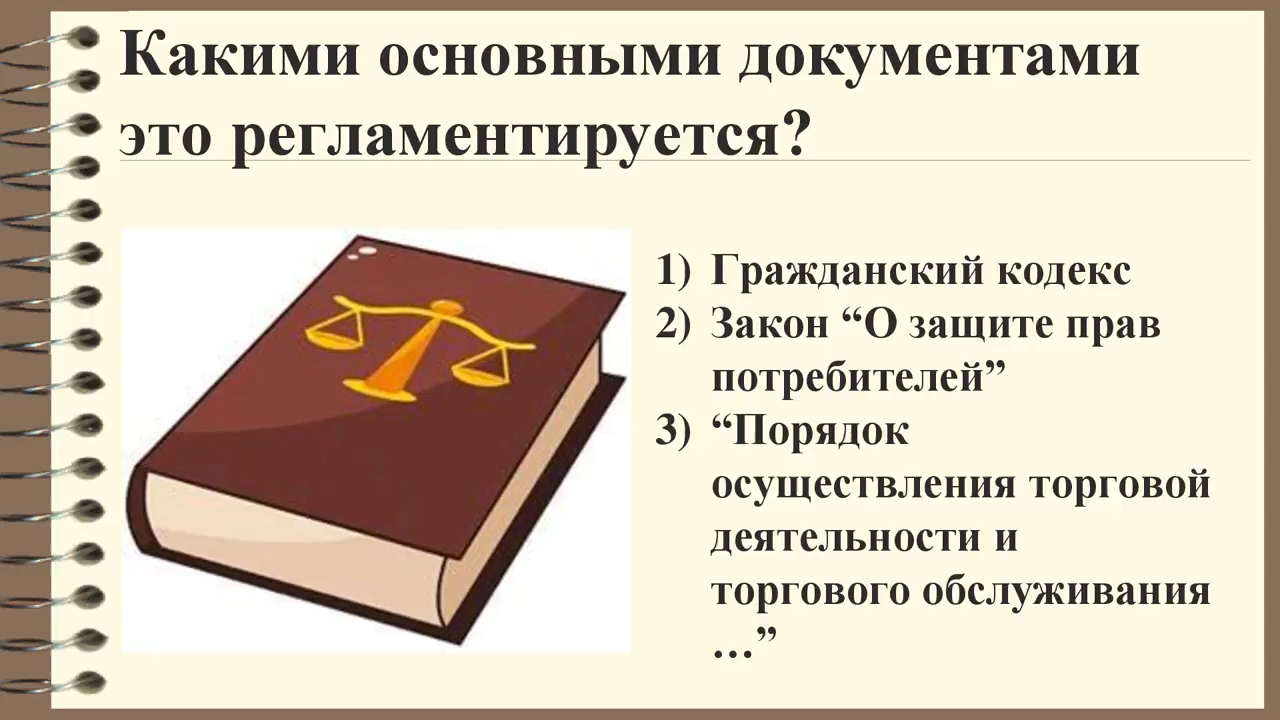 Какими основными документами
это регламентируется?
1) Гражданский кодекс
2) Закон “О защите прав
потребителей”
3) “Порядок
осуществления торговой
деятельности и
торгового обслуживания
…”